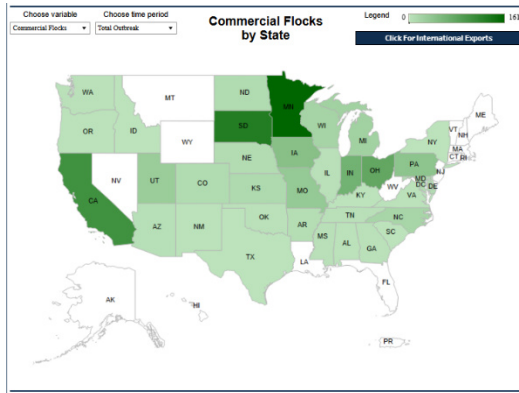 Choose variable
Choose time period
Commercial Flocks
Total Outbreak
Commercial Flocks
by State
Legend
0
161
Click For International Exports
WA
MT
ND
MN
ME
OR
ID
SD
WI
MI
VT
NH
NY
WY
MA
CT
RI
NE
IA
PA
NV
UT
CO
IL
IN
OH
NJ
MD
DC
DE
CA
KS
MO
KY
WV
VA
AZ
NM
OK
AR
TN
NC
SC
TX
MS
AL
GA
LA
FL
AK
HI
PR